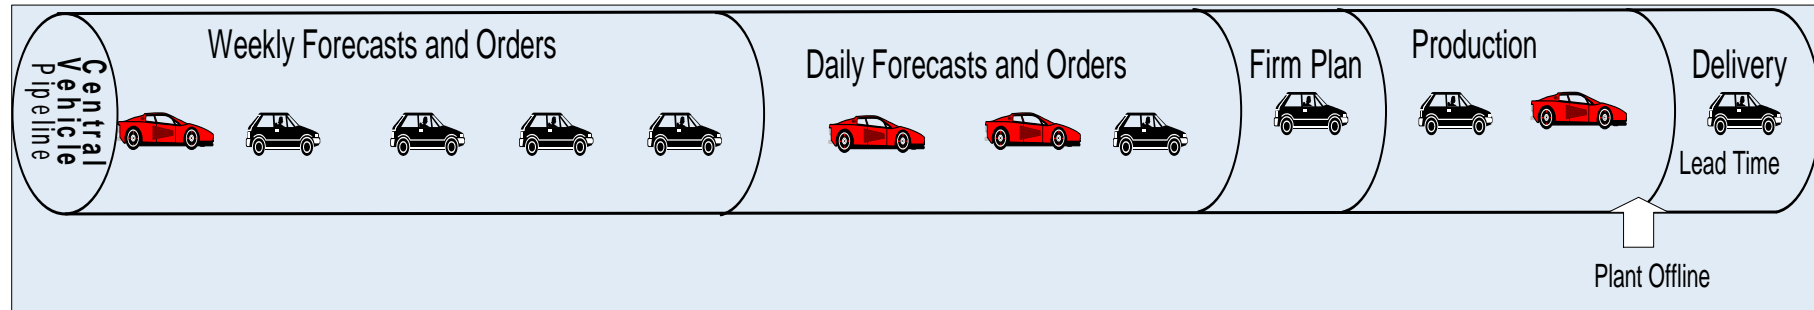 Central
Vehicle
Pipeline
Weekly Forecasts and Orders
Daily Forecasts and Orders
Firm Plan
Production
Delivery
Lead Time
Plant Offline